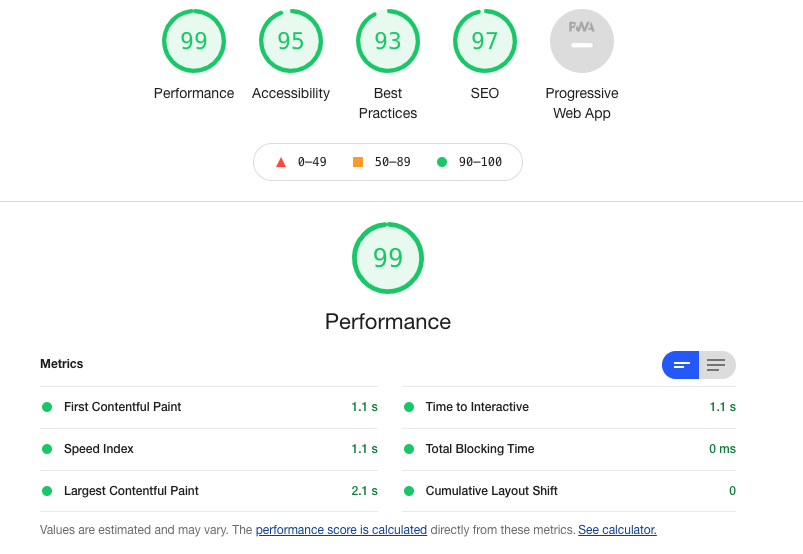 99 95 93 97 PWA
Performance Accessibility Best Practices SEO Progressive Web App
0–49 50–89 90–100
99
Performance
Metrics
First Contentful Paint 1.1 s
Time to Interactive 1.1 s
Speed Index 1.1 s
Total Blocking Time 0 ms
Largest Contentful Paint 2.1 s
Cumulative Layout Shift 0
Values are estimated and may vary. The performance score is calculated directly from these metrics. See calculator.